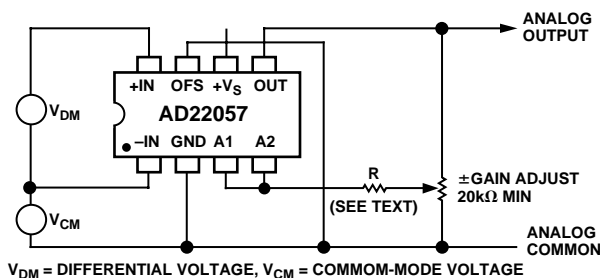 ANALOG
OUTPUT
+IN OFS +VS OUT
AD22057
–IN GND A1 A2
VDM
VCM
R
(SEE TEXT)
±GAIN ADJUST
20kΩ MIN
ANALOG
COMMON
VDM = DIFFERENTIAL VOLTAGE, VCM = COMMOM-MODE VOLTAGE